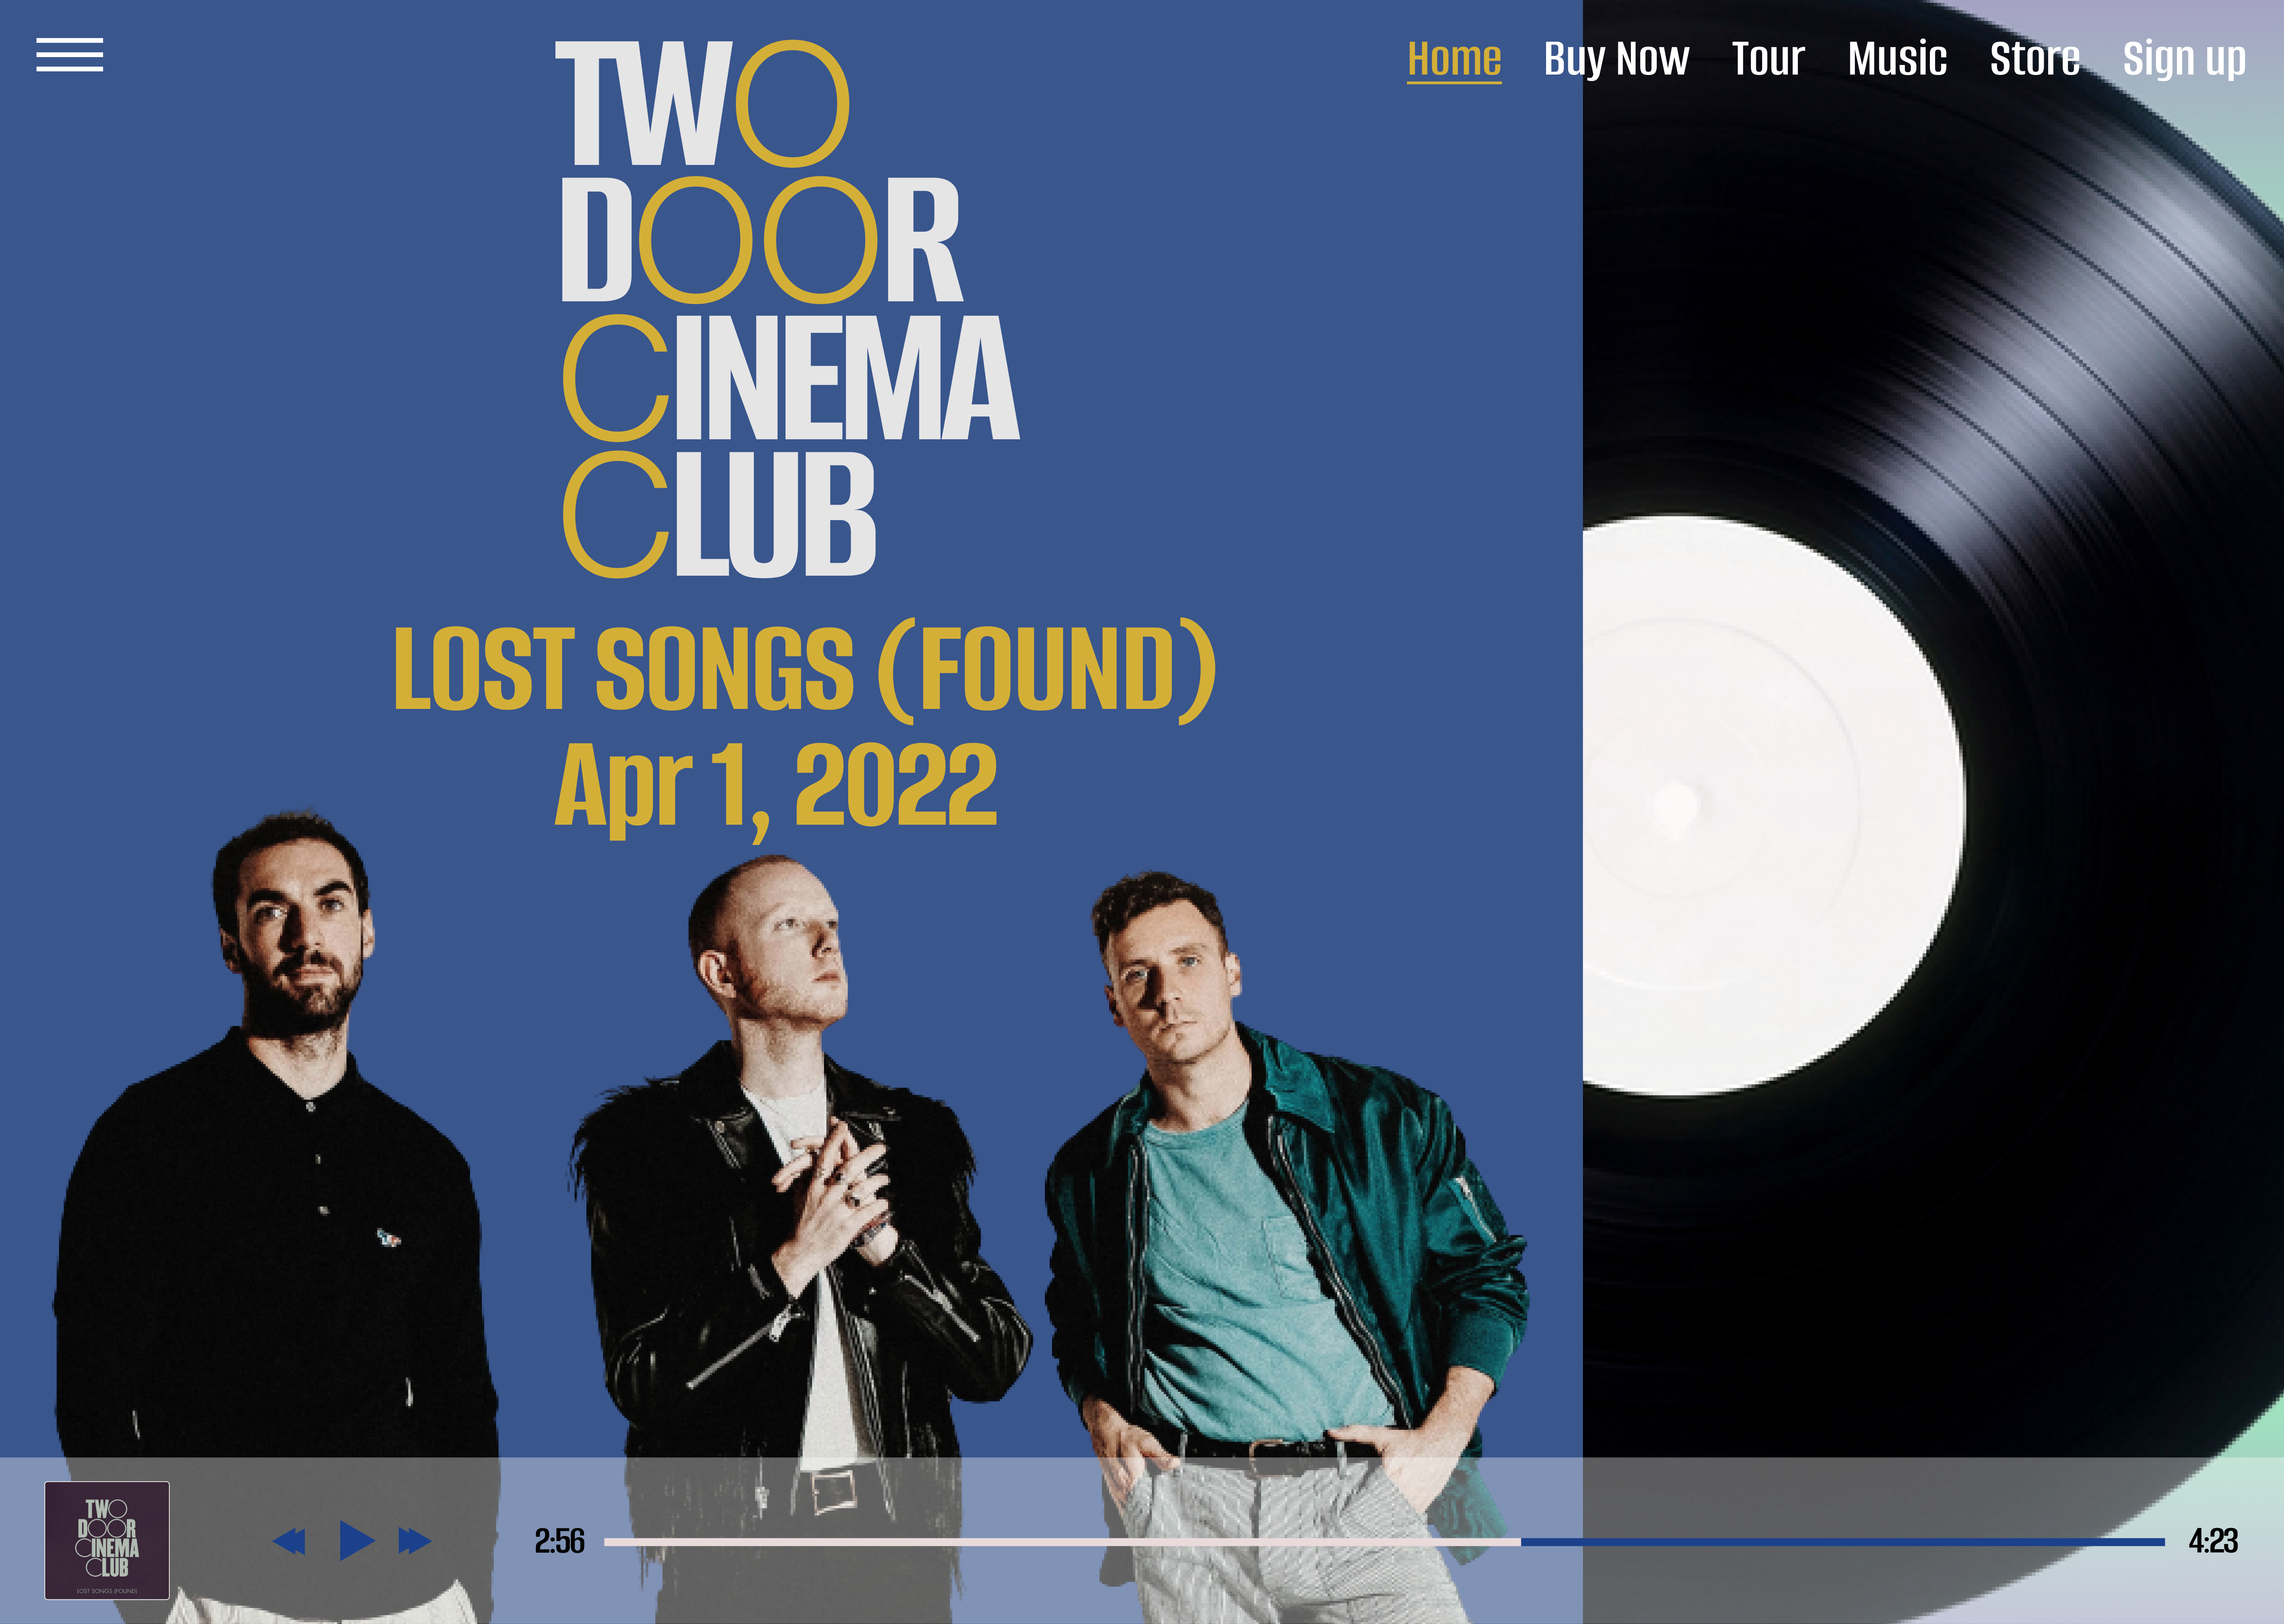 Home Buy Now Tour Music Store Sign up
TWO
DOOR
CINEMA
CLUB
LOST SONGS (FOUND)
Apr 1, 2022
TWO
DOOR
CINEMA
CLUB
LOST SONGS (FOUND)
2:56 4:23